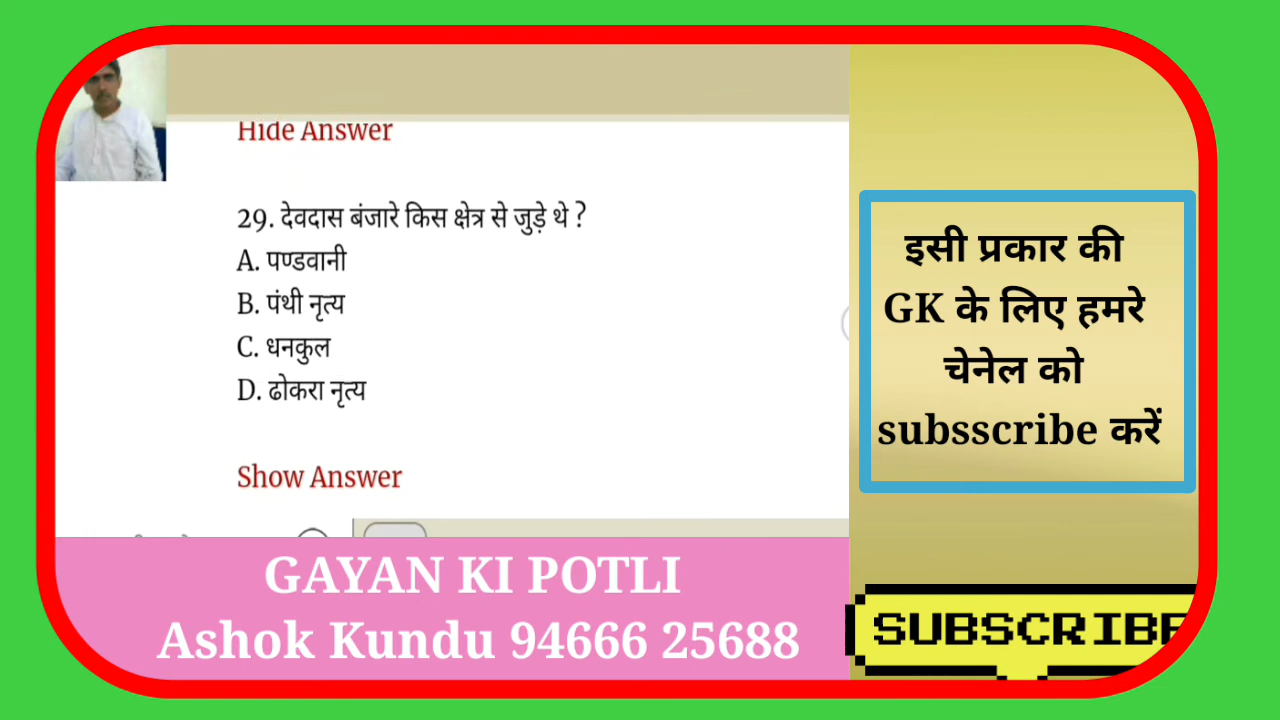 Hide Answer
29. देवदास बंजारे किस क्षेत्र से जुड़े थे ?
A. पण्डवानी
B. पंथी नृत्य
C. धनकुल
D. ढोकरा नृत्य
Show Answer
इसी प्रकार की
GK के लिए हमरे
चेनेल को
subsscribe करें
GAYAN KI POTLI
Ashok Kundu 94666 25688
SUBSCRIBE